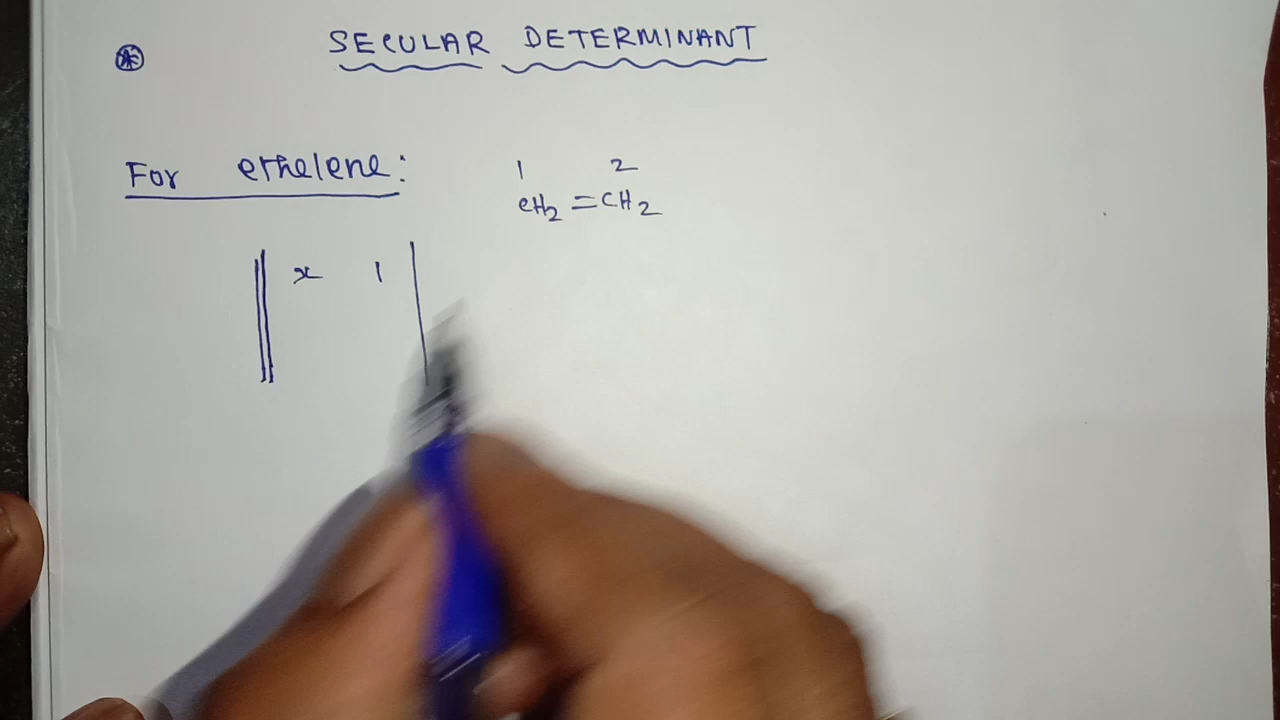 SECULAR DETERMINANT
For ethelene:
1 2
CH2 = CH2
x 1